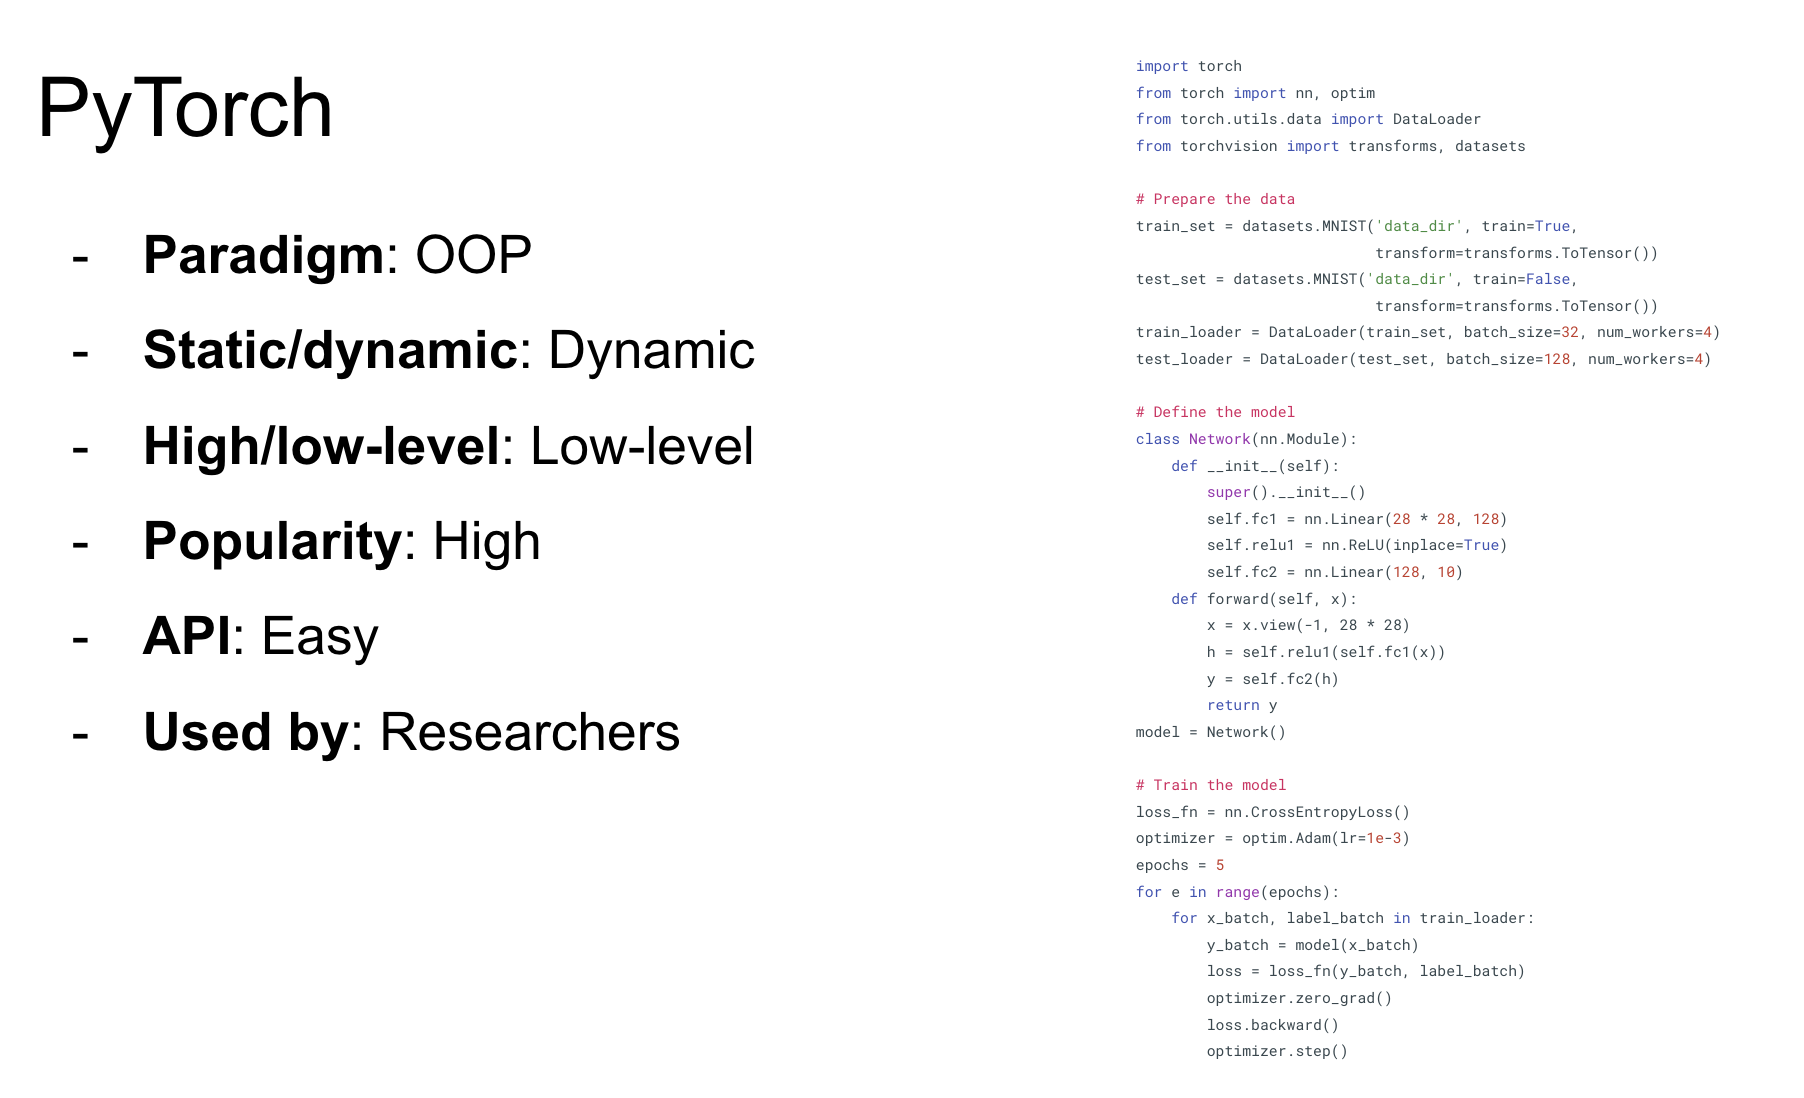 PyTorch
- Paradigm: OOP
- Static/dynamic: Dynamic
- High/low-level: Low-level
- Popularity: High
- API: Easy
- Used by: Researchers
import torch
from torch import nn, optim
from torch.utils.data import DataLoader
from torchvision import transforms, datasets

# Prepare the data
train_set = datasets.MNIST('data_dir', train=True,
                           transform=transforms.ToTensor())
test_set = datasets.MNIST('data_dir', train=False,
                           transform=transforms.ToTensor())
train_loader = DataLoader(train_set, batch_size=32, num_workers=4)
test_loader = DataLoader(test_set, batch_size=128, num_workers=4)

# Define the model
class Network(nn.Module):
    def __init__(self):
        super().__init__()
        self.fc1 = nn.Linear(28 * 28, 128)
        self.relu1 = nn.ReLU(inplace=True)
        self.fc2 = nn.Linear(128, 10)
    def forward(self, x):
        x = x.view(-1, 28 * 28)
        h = self.relu1(self.fc1(x))
        y = self.fc2(h)
        return y
model = Network()

# Train the model
loss_fn = nn.CrossEntropyLoss()
optimizer = optim.Adam(lr=1e-3)
epochs = 5
for e in range(epochs):
    for x_batch, label_batch in train_loader:
        y_batch = model(x_batch)
        loss = loss_fn(y_batch, label_batch)
        optimizer.zero_grad()
        loss.backward()
        optimizer.step()